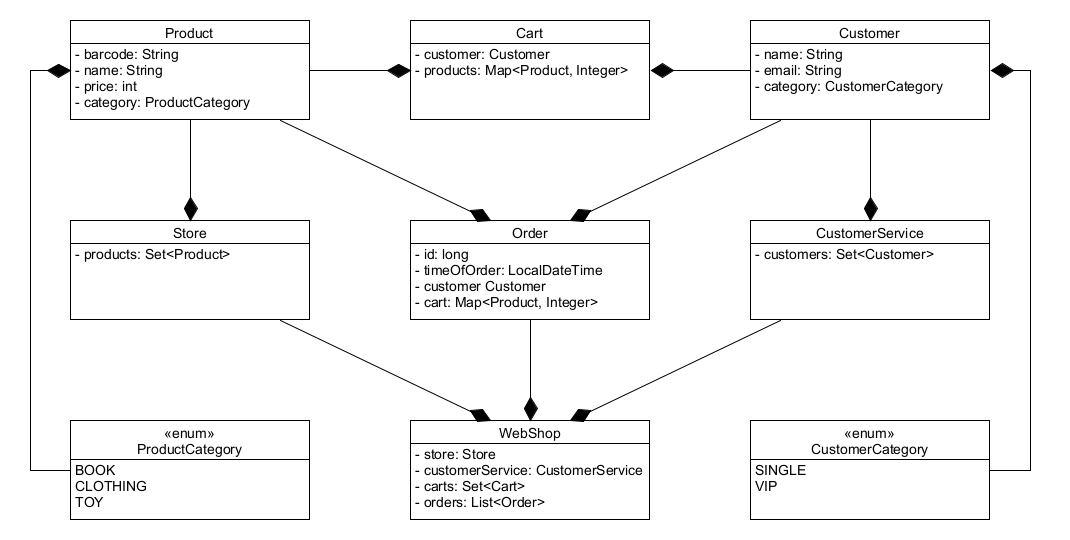 Product
- barcode: String
- name: String
- price: int
- category: ProductCategory
Cart
- customer: Customer
- products: Map<Product, Integer>
Customer
- name: String
- email: String
- category: CustomerCategory
Store
- products: Set<Product>
Order
- id: long
- timeOfOrder: LocalDateTime
- customer Customer
- cart: Map<Product, Integer>
CustomerService
- customers: Set<Customer>
«enum»
ProductCategory
BOOK
CLOTHING
TOY
WebShop
- store: Store
- customerService: CustomerService
- carts: Set<Cart>
- orders: List<Order>
«enum»
CustomerCategory
SINGLE
VIP